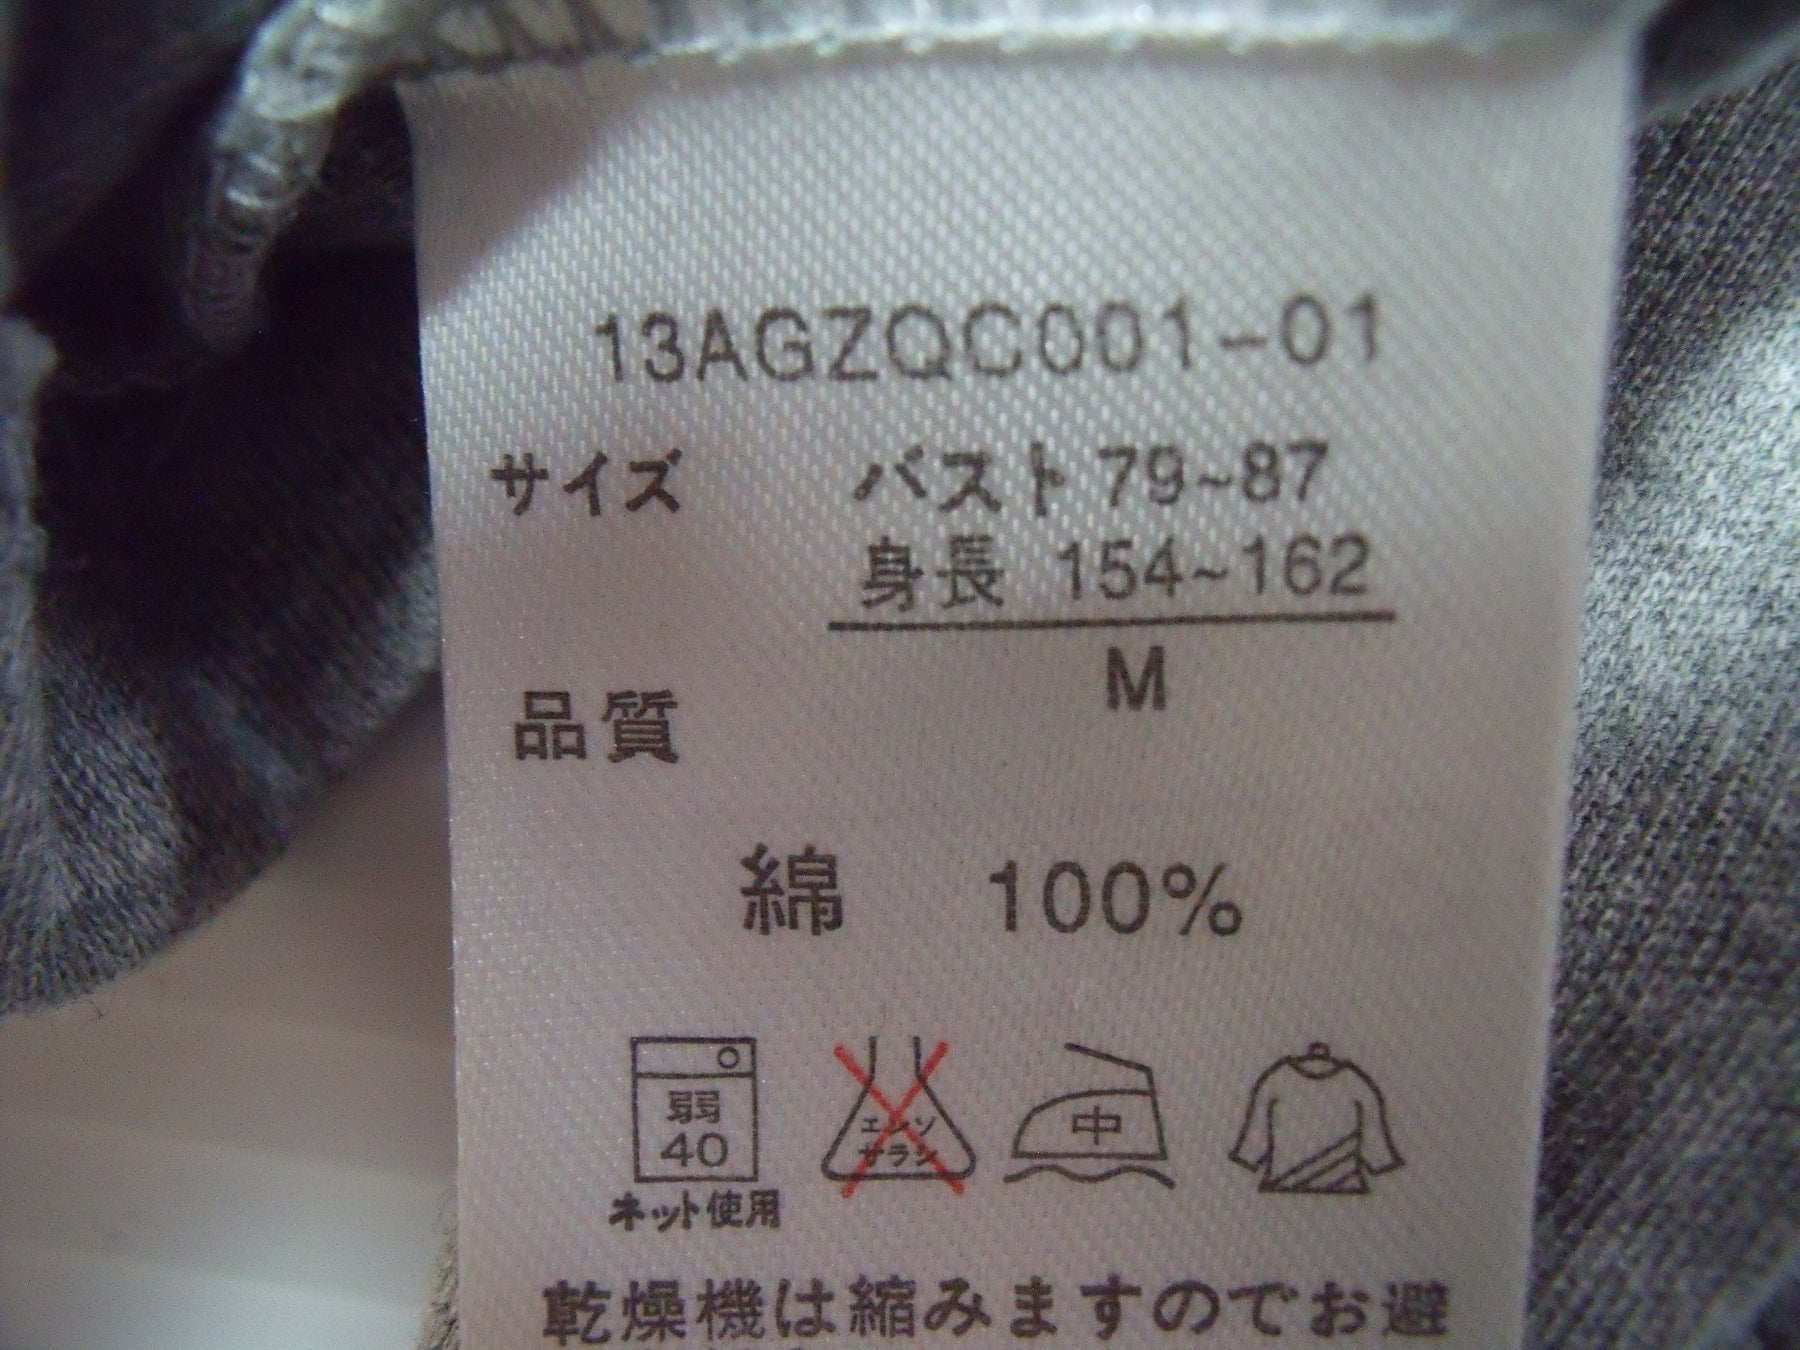 13AGZQC001-01
サイズ バスト 79~87
身長 154~162
M
品質
綿 100%
弱
40
エンソ
サラシ
中
ネット使用
乾燥機は縮みますのでお避